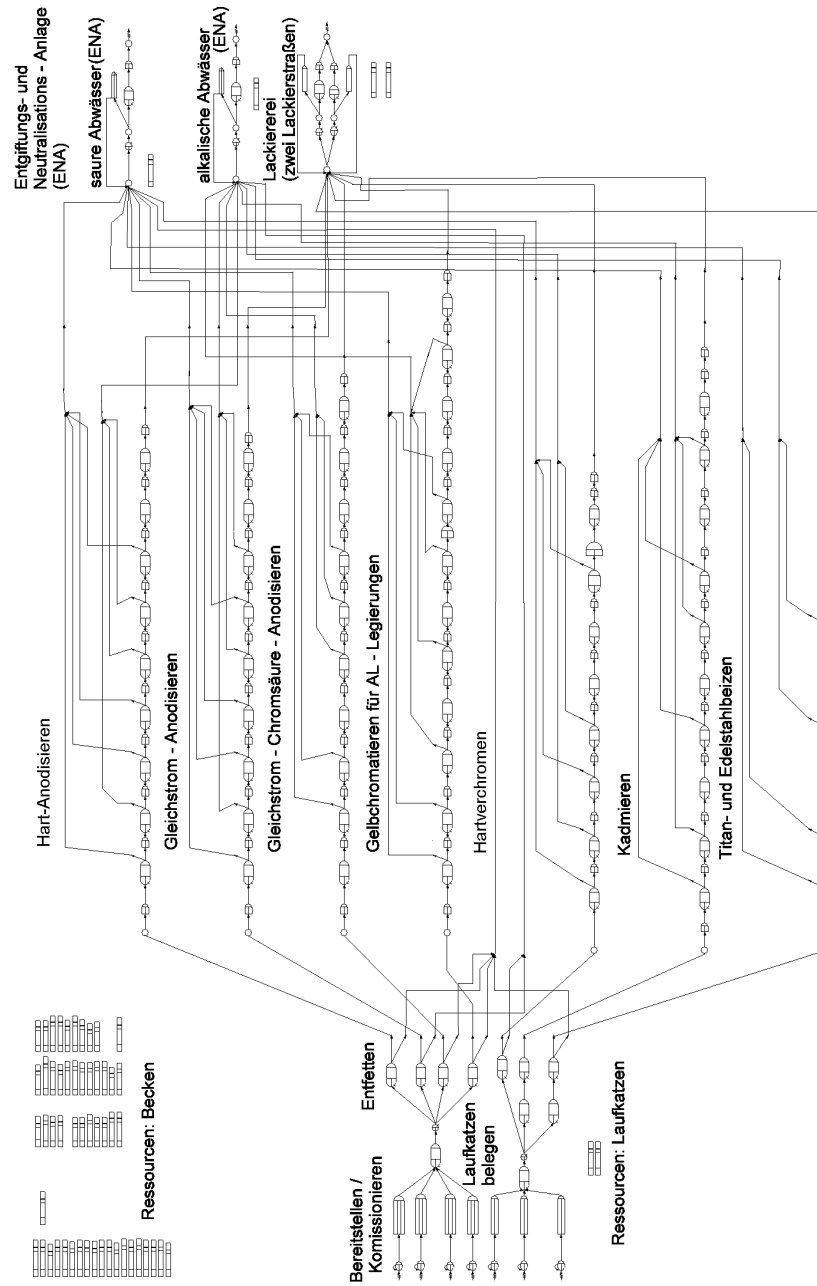 Entgiftungs- und
Neutralisations - Anlage
(ENA)
saure Abwässer(ENA)
alkalische Abwässer
(ENA)
Lackiererei
(zwei Lackierstraßen)
Hart-Anodisieren
Gleichstrom - Anodisieren
Gleichstrom - Chromsäure - Anodisieren
Gelbchromatieren für AL - Legierungen
Hartverchromen
Kadmieren
Titan- und Edelstahlbeizen
Ressourcen: Becken
Entfetten
Bereitstellen /
Komissionieren
Laufkatzen
belegen
Ressourcen: Laufkatzen